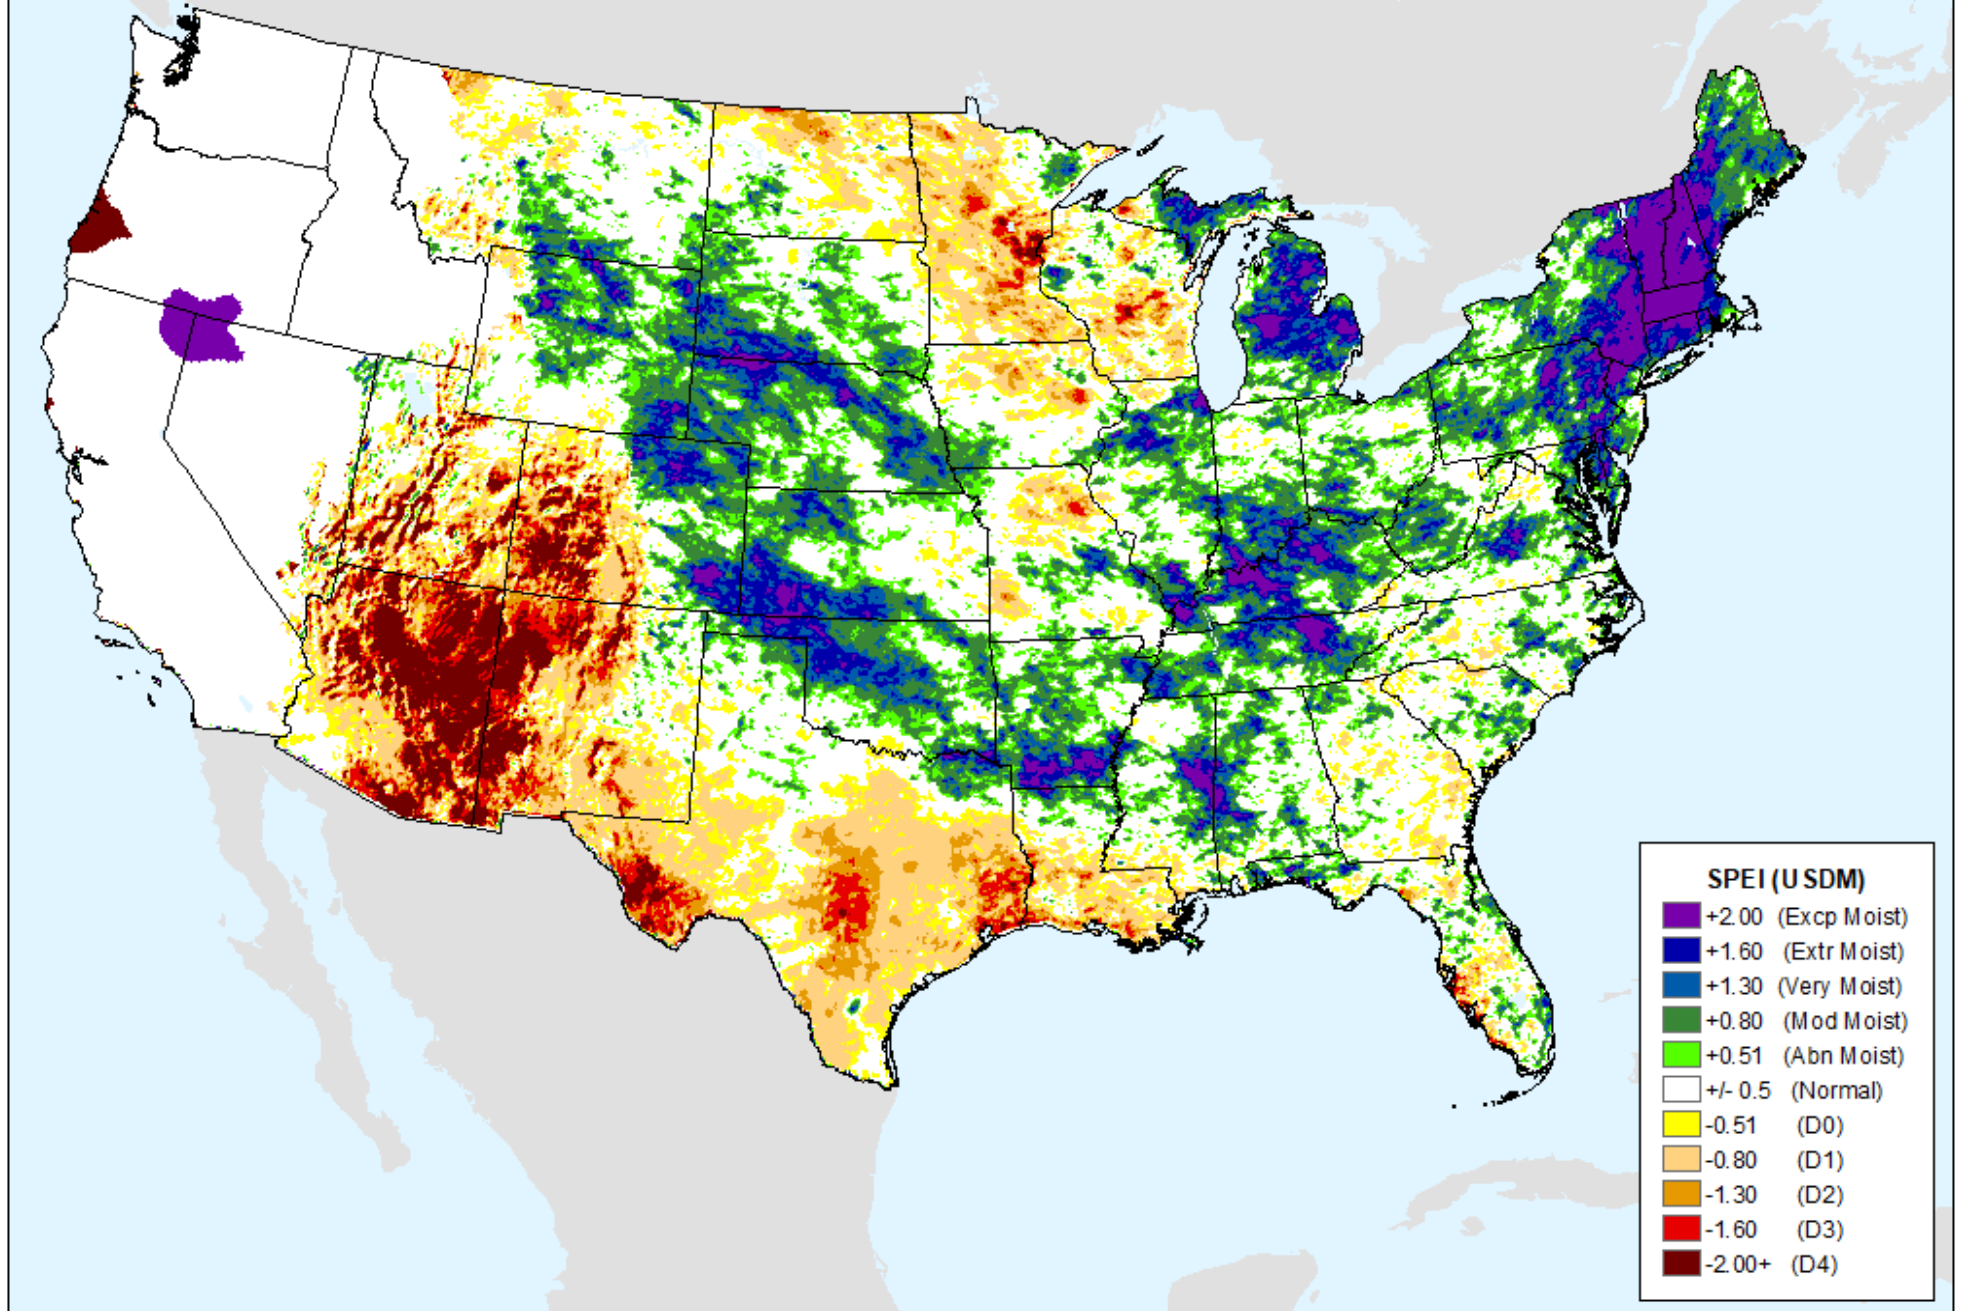 SPEI (USDM)
+2.00 (Excp Moist)
+1.60 (Extr Moist)
+1.30 (Very Moist)
+0.80 (Mod Moist)
+0.51 (Abn Moist)
+/- 0.5 (Normal)
-0.51 (D0)
-0.80 (D1)
-1.30 (D2)
-1.60 (D3)
-2.00+ (D4)